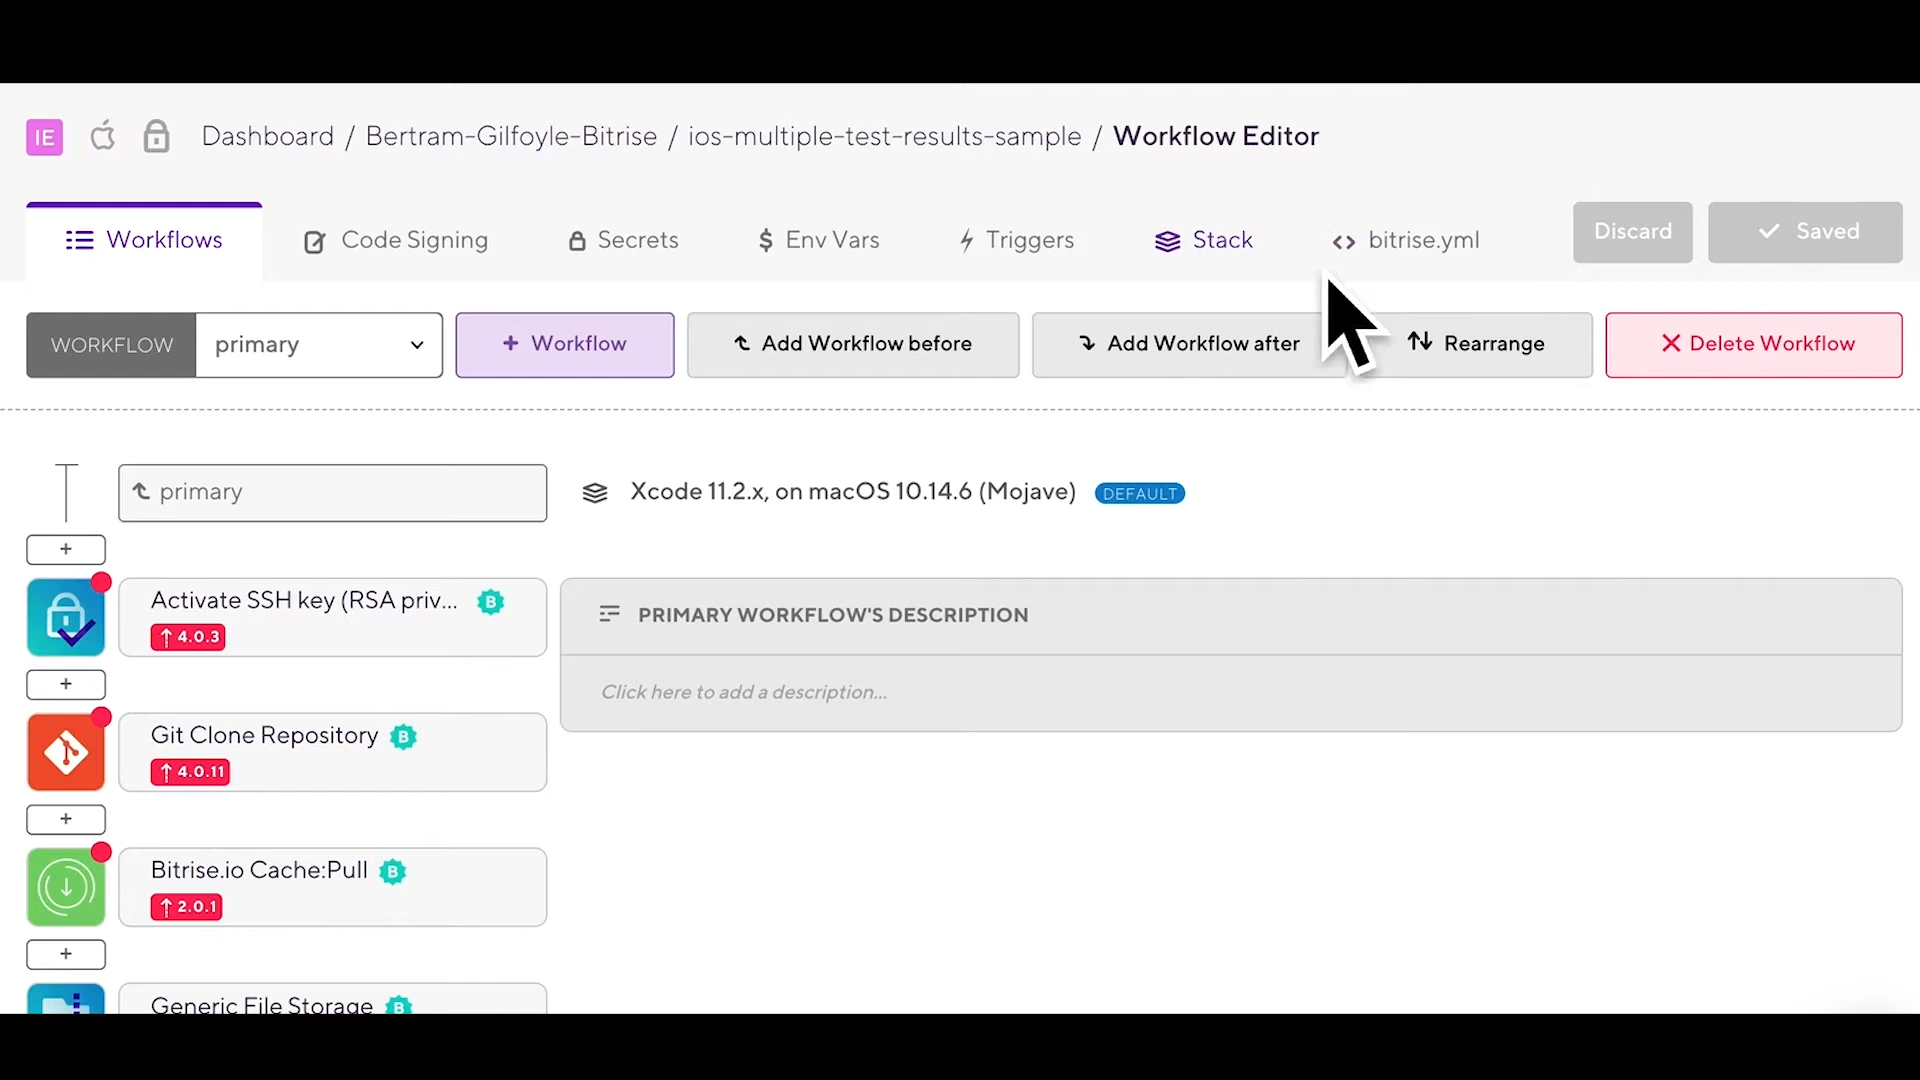 IE Dashboard / Bertram-Gilfoyle-Bitrise / ios-multiple-test-results-sample / Workflow Editor
Workflows Code Signing Secrets $ Env Vars Triggers Stack <> bitrise.yml Discard Saved
WORKFLOW primary + Workflow Add Workflow before Add Workflow after Rearrange Delete Workflow
primary Xcode 11.2.x, on macOS 10.14.6 (Mojave) DEFAULT
+
Activate SSH key (RSA priv... B
4.0.3
PRIMARY WORKFLOW'S DESCRIPTION
Click here to add a description...
+
Git Clone Repository B
4.0.11
+
Bitrise.io Cache:Pull B
2.0.1
+
Generic File Storage B